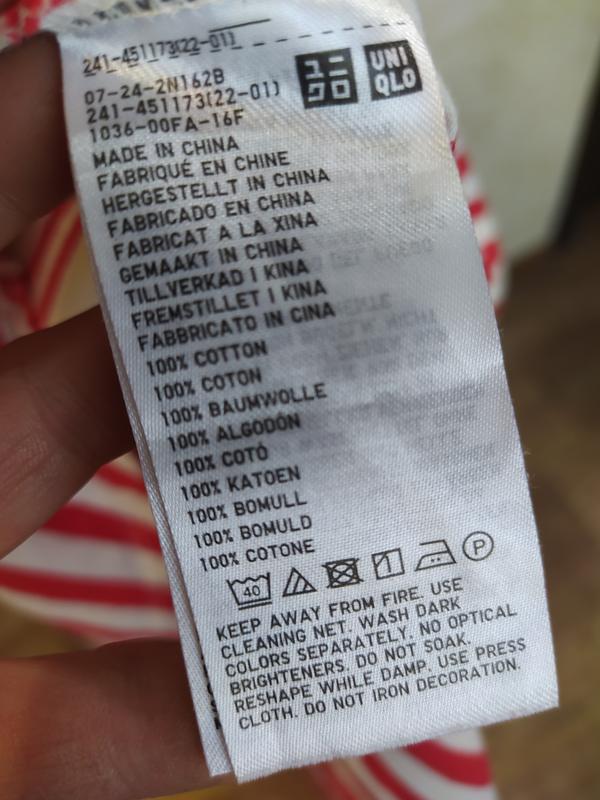 241-451173(22-01)
ユニ
クロ
UNI
QLO
07-24-2N162B
241-451173(22-01)
1036-00FA-16F
MADE IN CHINA
FABRIQUÉ EN CHINE
HERGESTELLT IN CHINA
FABRICADO EN CHINA
FABRICAT A LA XINA
GEMAAKT IN CHINA
TILLVERKAD I KINA
FREMSTILLET I KINA
FABBRICATO IN CINA
100% COTTON
100% COTON
100% BAUMWOLLE
100% ALGODÓN
100% COTÓ
100% KATOEN
100% BOMULL
100% BOMULD
100% COTONE
40
P
KEEP AWAY FROM FIRE. USE
CLEANING NET. WASH DARK
COLORS SEPARATELY. NO OPTICAL
BRIGHTENERS. DO NOT SOAK.
RESHAPE WHILE DAMP. USE PRESS
CLOTH. DO NOT IRON DECORATION.